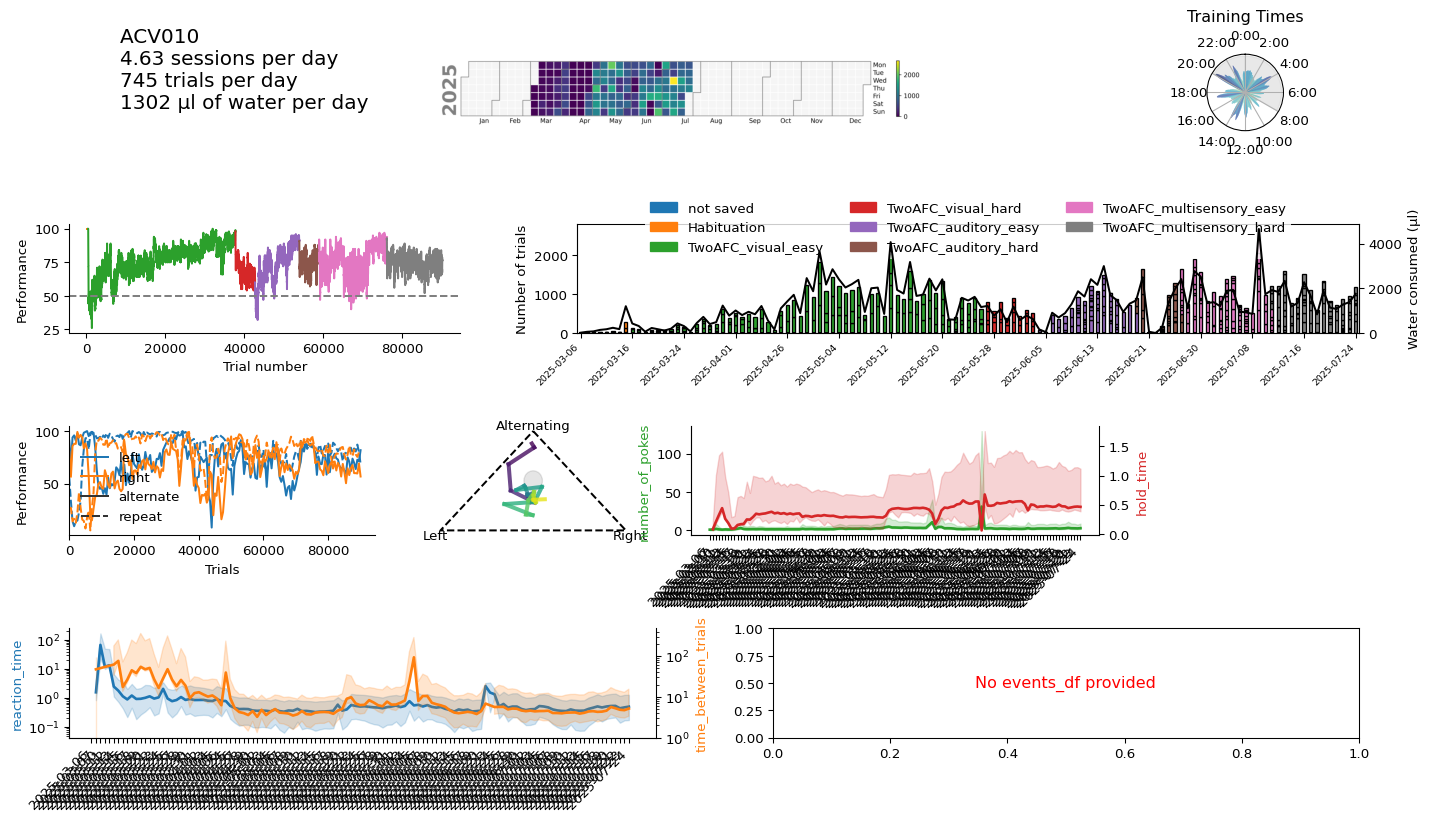 ACV010
4.63 sessions per day
745 trials per day
1302 μl of water per day
2025
Mon
Tue
Wed
Thu
Fri
Sat
Sun
Jan Feb Mar Apr May Jun Jul Aug Sep Oct Nov Dec
2000
1000
0
Training Times
0:00
2:00
4:00
6:00
8:00
10:00
12:00
14:00
16:00
18:00
20:00
22:00
Performance
100
75
50
25
0 20000 40000 60000 80000
Trial number
not saved
Habituation
TwoAFC_visual_easy
TwoAFC_visual_hard
TwoAFC_auditory_easy
TwoAFC_auditory_hard
TwoAFC_multisensory_easy
TwoAFC_multisensory_hard
Number of trials
2000
1000
0
4000
2000
0
Water consumed (μl)
2025-03-06
2025-03-16
2025-03-24
2025-04-01
2025-04-26
2025-05-04
2025-05-12
2025-05-20
2025-05-28
2025-06-05
2025-06-13
2025-06-21
2025-06-30
2025-07-08
2025-07-16
2025-07-24
Performance
100
50
left
right
alternate
repeat
0 20000 40000 60000 80000
Trials
Alternating
Left
Right
number_of_pokes
100
50
0
1.5
1.0
0.5
0.0
hold_time
reaction_time
10²
10¹
10⁰
10⁻¹
10²
10¹
10⁰
time_between_trials
1.00
0.75
0.50
0.25
0.00
No events_df provided
0.0 0.2 0.4 0.6 0.8 1.0